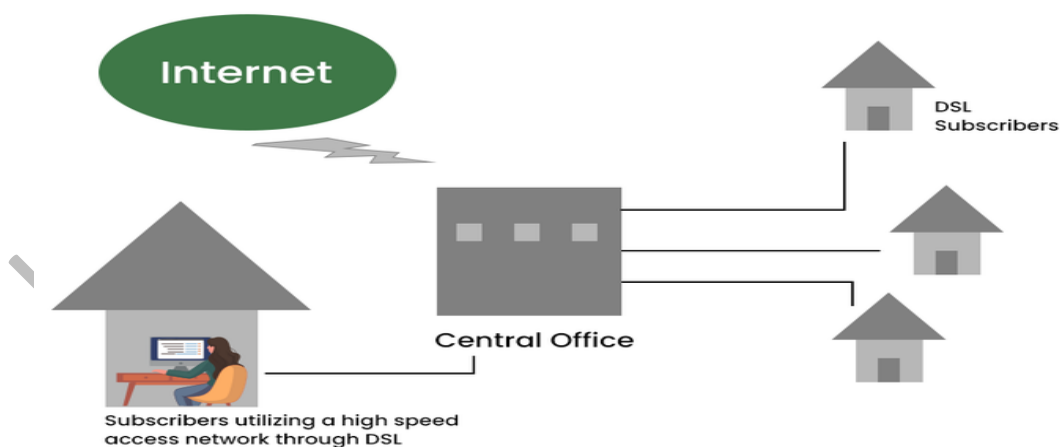 Internet
DSL
Subscribers
Central Office
Subscribers utilizing a high speed
access network through DSL